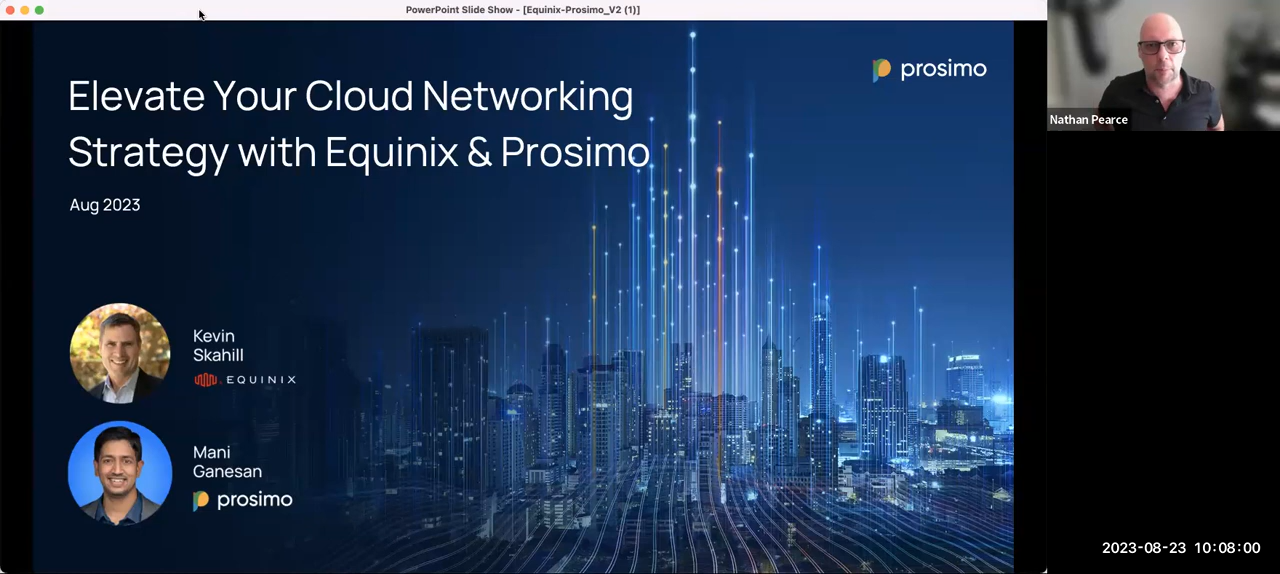 PowerPoint Slide Show - [Equinix-Prosimo_V2 (1)]
Elevate Your Cloud Networking
Strategy with Equinix & Prosimo
Aug 2023
prosimo
Kevin
Skahill
EQUINIX
Mani
Ganesan
prosimo
Nathan Pearce
2023-08-23 10:08:00